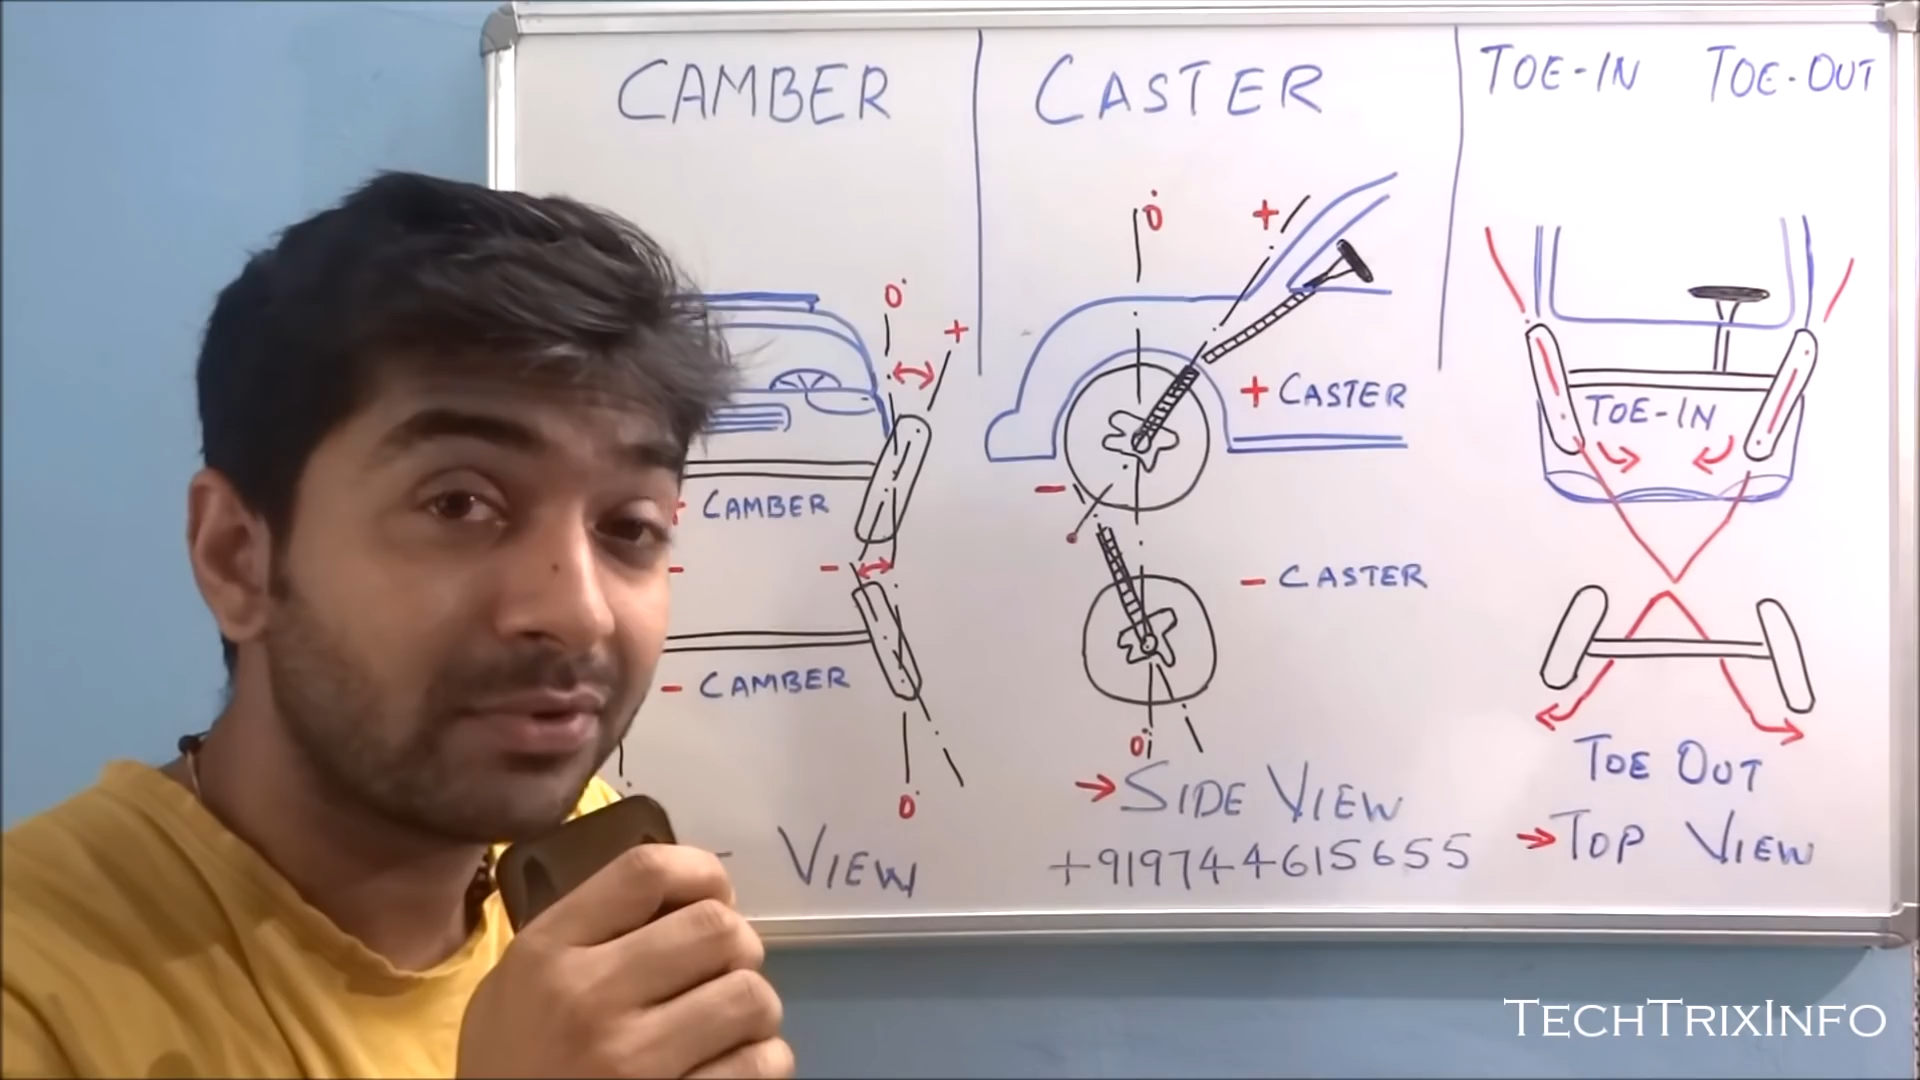 CAMBER
0°
+
CAMBER
-
-
- CAMBER
0°
VIEW
CASTER
0°
+
+ CASTER
-
- CASTER
0°
→ SIDE VIEW
+919744615655
TOE-IN TOE-OUT
TOE-IN
TOE OUT
→ TOP VIEW
TECHTRIXINFO